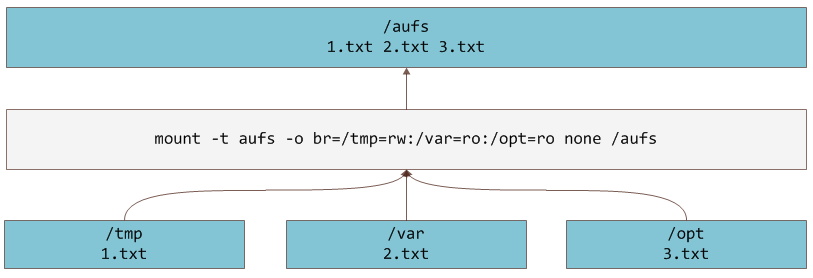 /aufs
1.txt 2.txt 3.txt
mount -t aufs -o br=/tmp=rw:/var=ro:/opt=ro none /aufs
/tmp
1.txt
/var
2.txt
/opt
3.txt